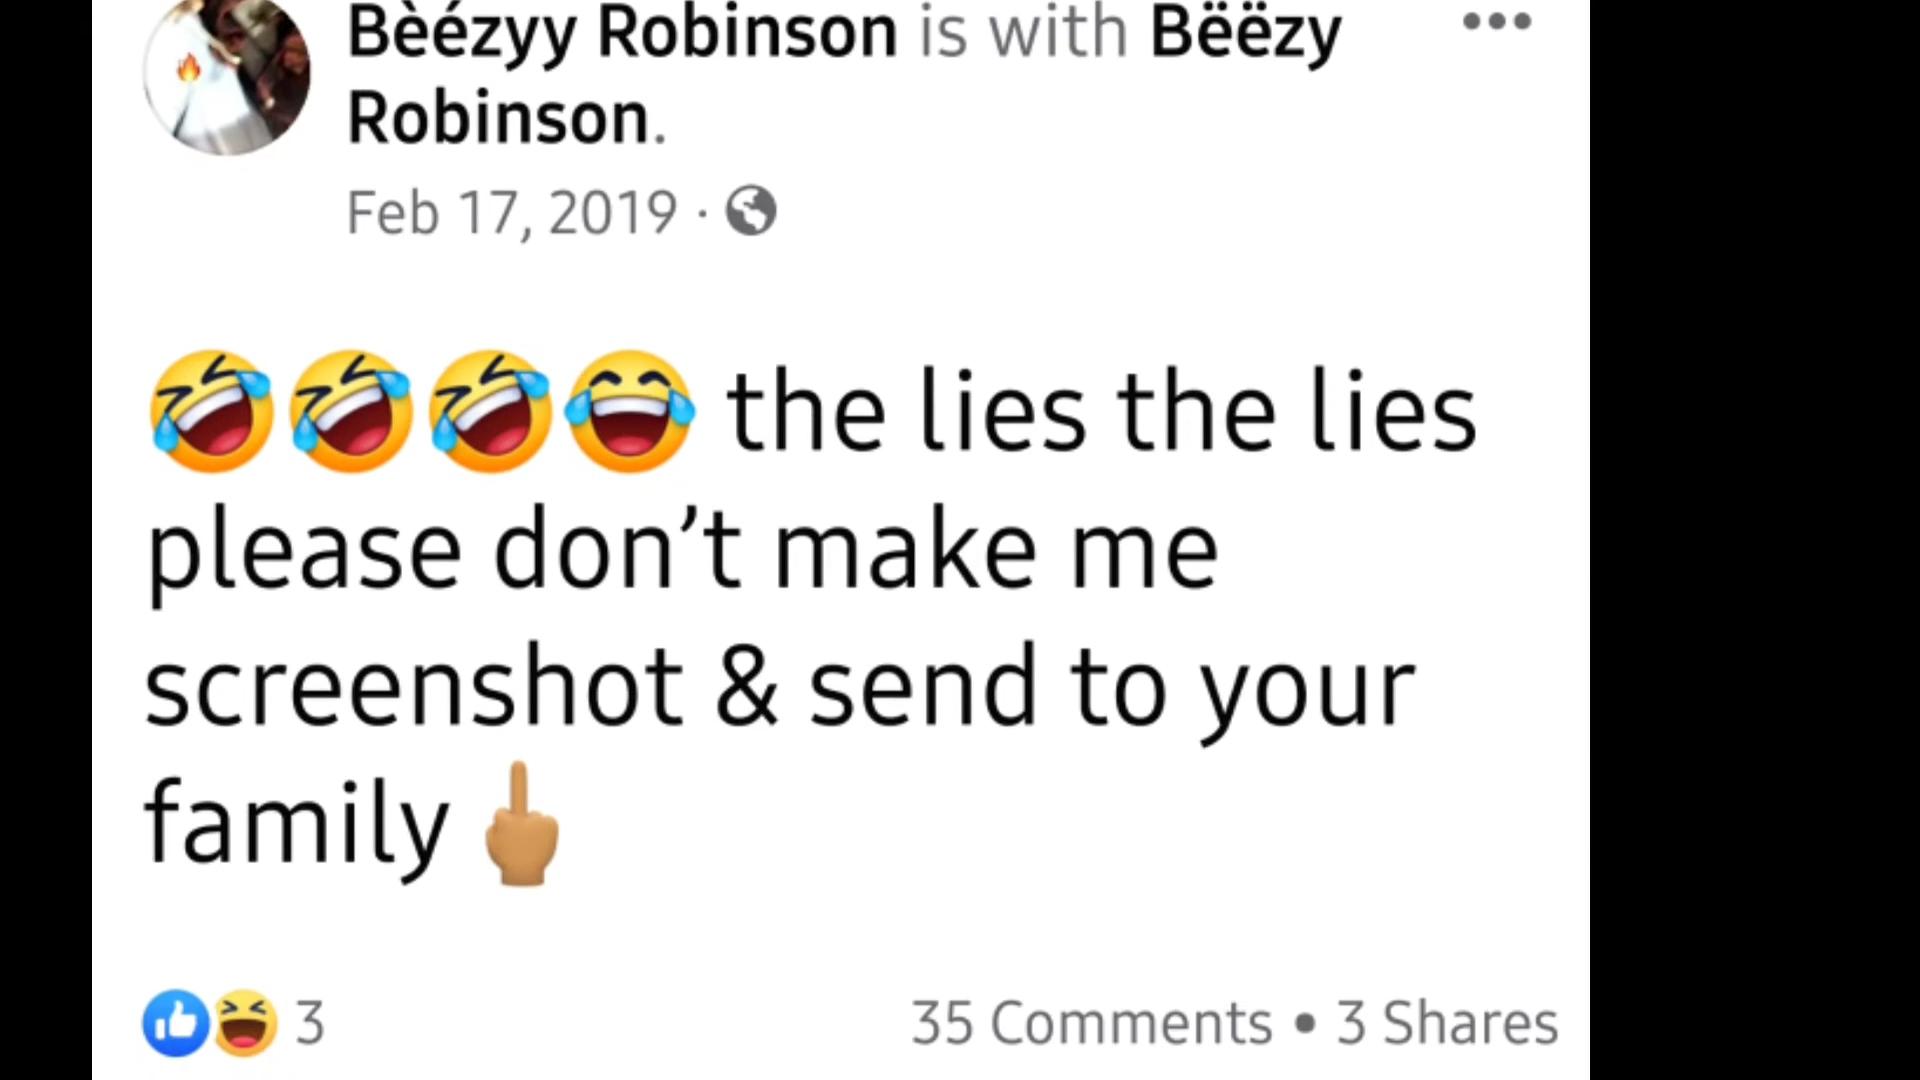 Bèézyy Robinson is with Bëëzy
Robinson.
Feb 17, 2019 ·
🤣🤣🤣😂 the lies the lies
please don’t make me
screenshot & send to your
family🖕🏽
3
35 Comments • 3 Shares